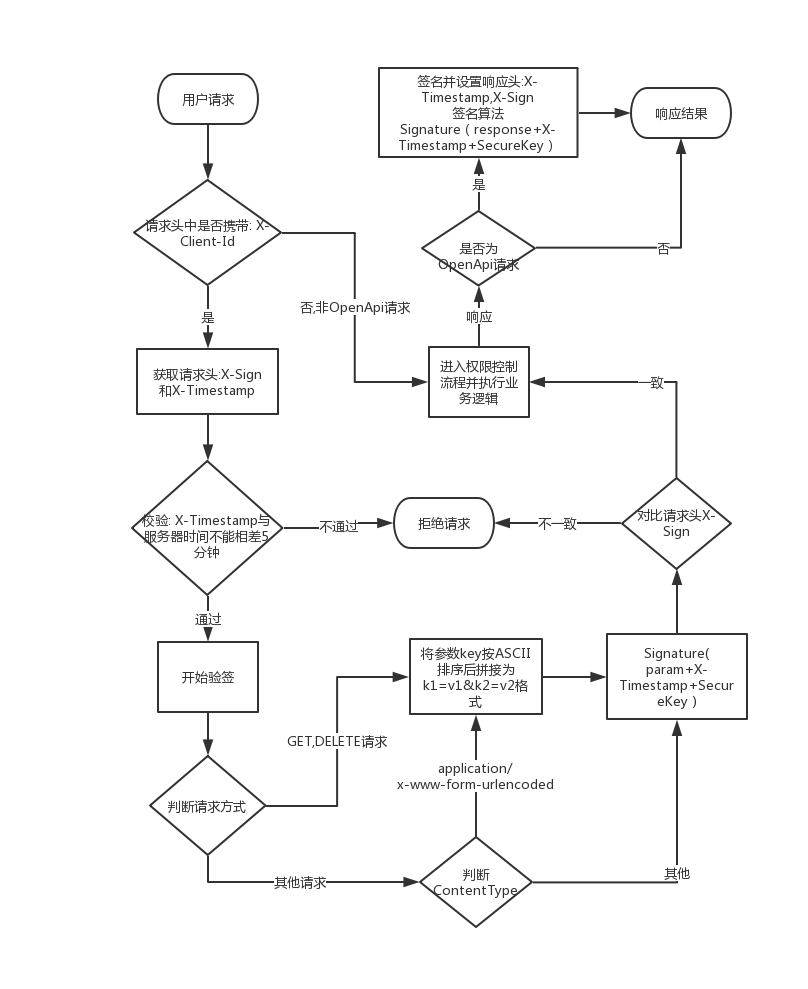 用户请求
签名并设置响应头:X-
Timestamp,X-Sign
签名算法
Signature ( response+X-
Timestamp+SecureKey )
响应结果
请求头中是否携带: X-
Client-Id
是
是
是否为
OpenApi请求
否
否,非OpenApi请求
响应
获取请求头:X-Sign
和X-Timestamp
进入权限控制
流程并执行业
务逻辑
一致
校验: X-Timestamp与
服务器时间不能相差5
分钟
不通过
拒绝请求
不一致
对比请求头X-
Sign
通过
开始验签
将参数key按ASCII
排序后拼接为
k1=v1&k2=v2格
式
Signature(
param+X-
Timestamp+Secur
eKey )
GET,DELETE请求
application/
x-www-form-urlencoded
判断请求方式
其他请求
判断
ContentType
其他